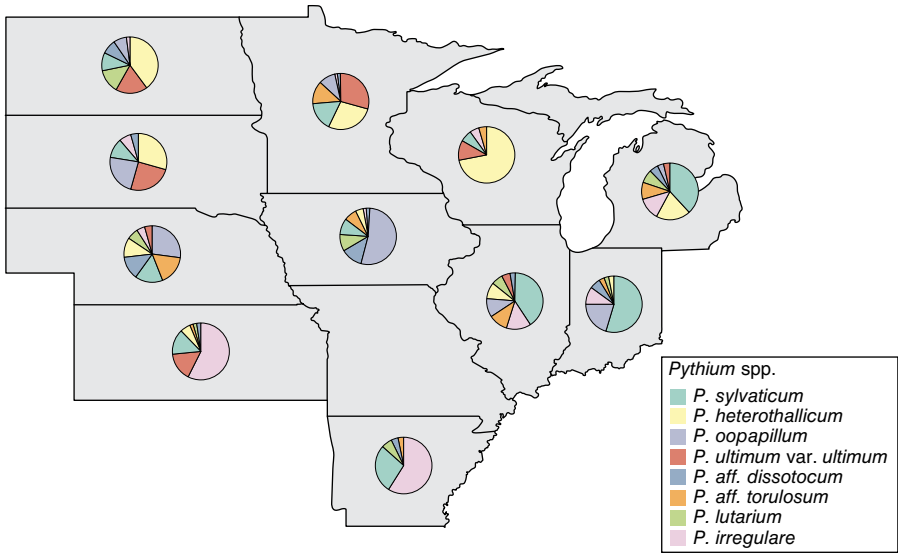 Pythium spp.
P. sylvaticum
P. heterothallicum
P. oopapillum
P. ultimum var. ultimum
P. aff. dissotocum
P. aff. torulosum
P. lutarium
P. irregulare